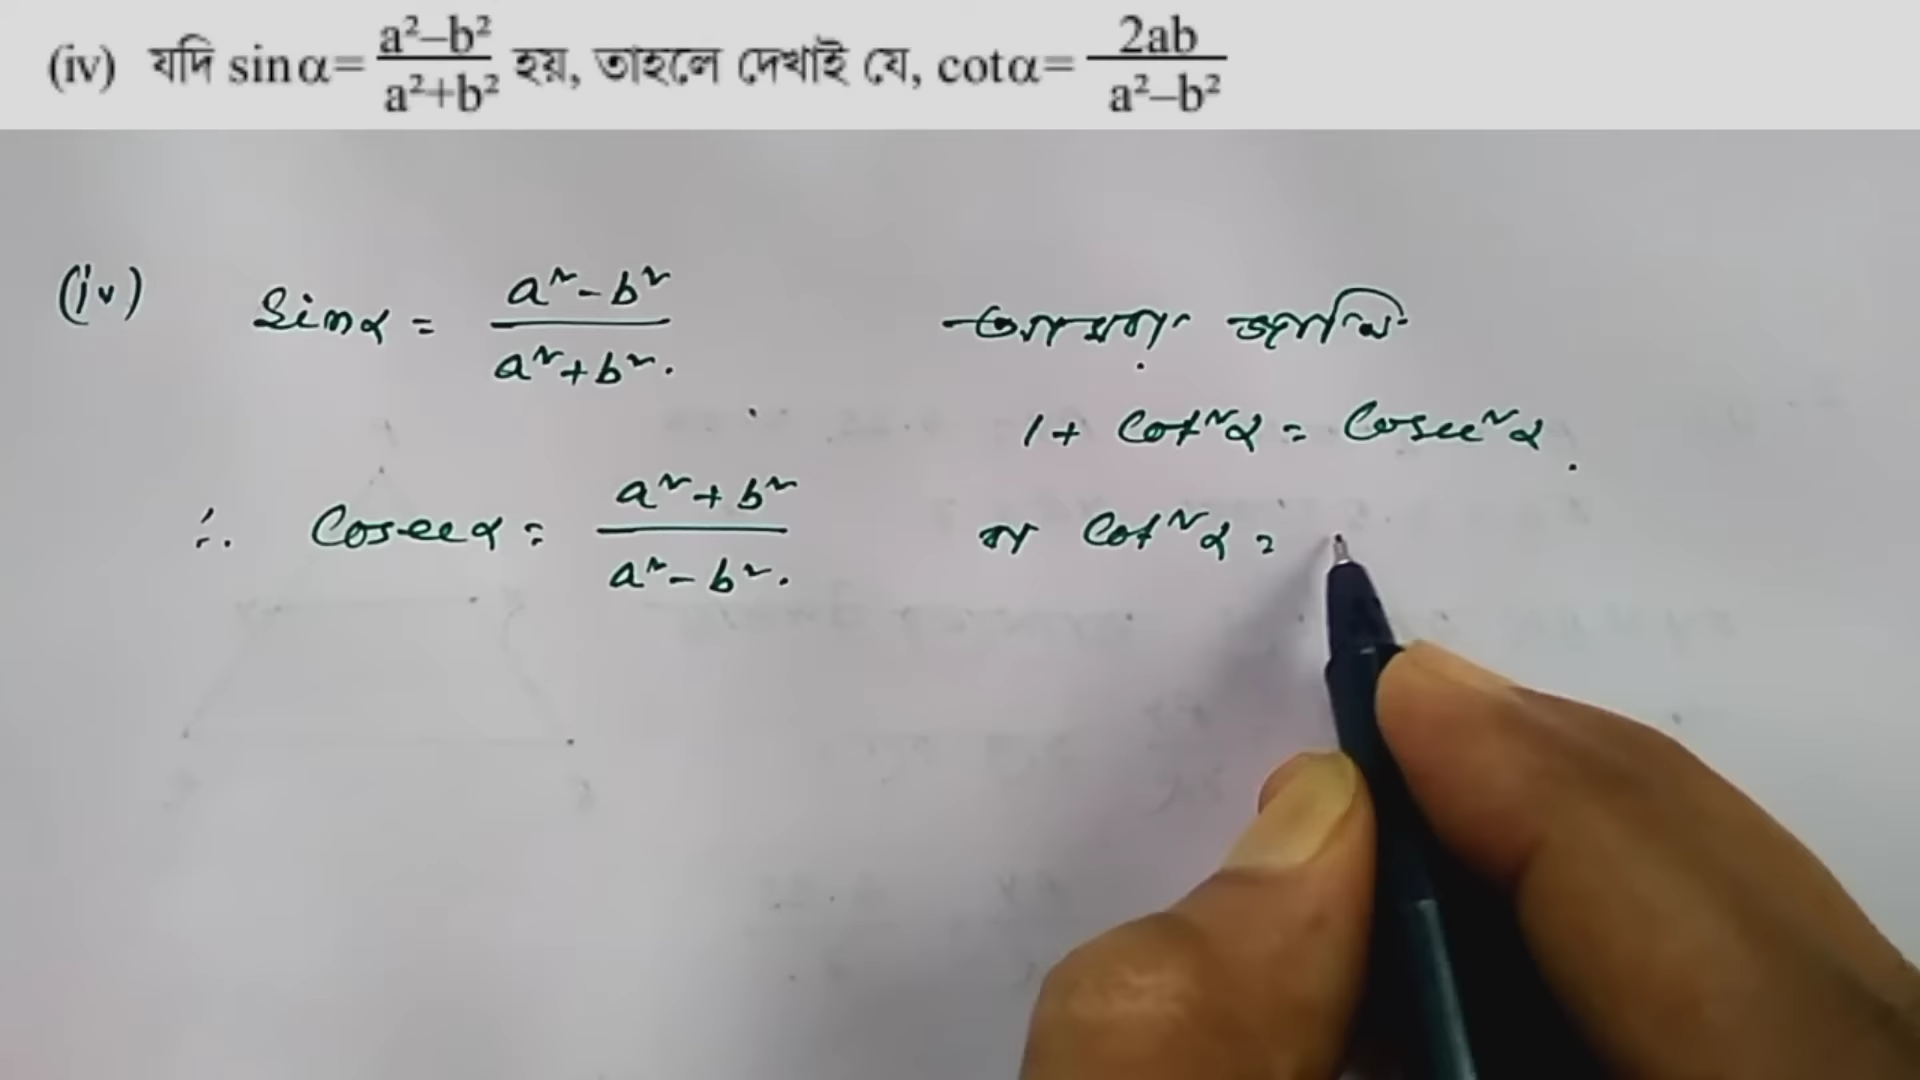 (iv) যদি sinα = (a²–b²)/(a²+b²) হয়, তাহলে দেখাই যে, cotα = 2ab/(a²–b²)
(iv) Sinα = (a²-b²)/(a²+b²).
∴ Cosecα = (a²+b²)/(a²-b²).
আমরা জানি
1 + Cot²α = Cosec²α.
বা Cot²α =